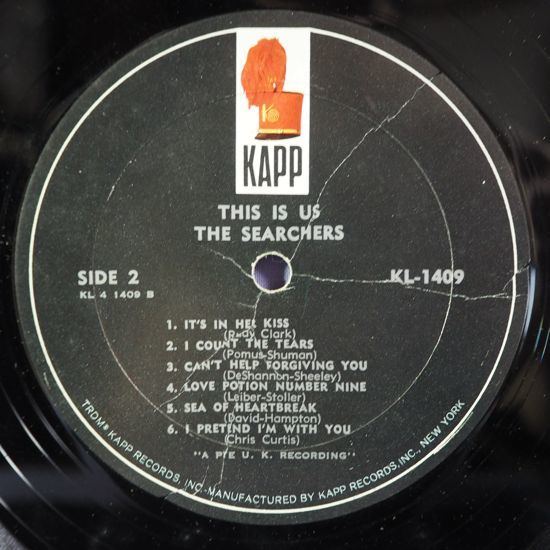 KAPP
THIS IS US
THE SEARCHERS
SIDE 2
KL 4 1409 B
KL-1409
1. IT'S IN HER KISS
(Rudy Clark)
2. I COUNT THE TEARS
(Pomus-Shuman)
3. CAN'T HELP FORGIVING YOU
(DeShannon-Sheeley)
4. LOVE POTION NUMBER NINE
(Leiber-Stoller)
5. SEA OF HEARTBREAK
(David-Hampton)
6. I PRETEND I'M WITH YOU
(Chris Curtis)
"A PYE U. K. RECORDING"
TRDM® KAPP RECORDS, INC.-MANUFACTURED BY KAPP RECORDS, INC., NEW YORK